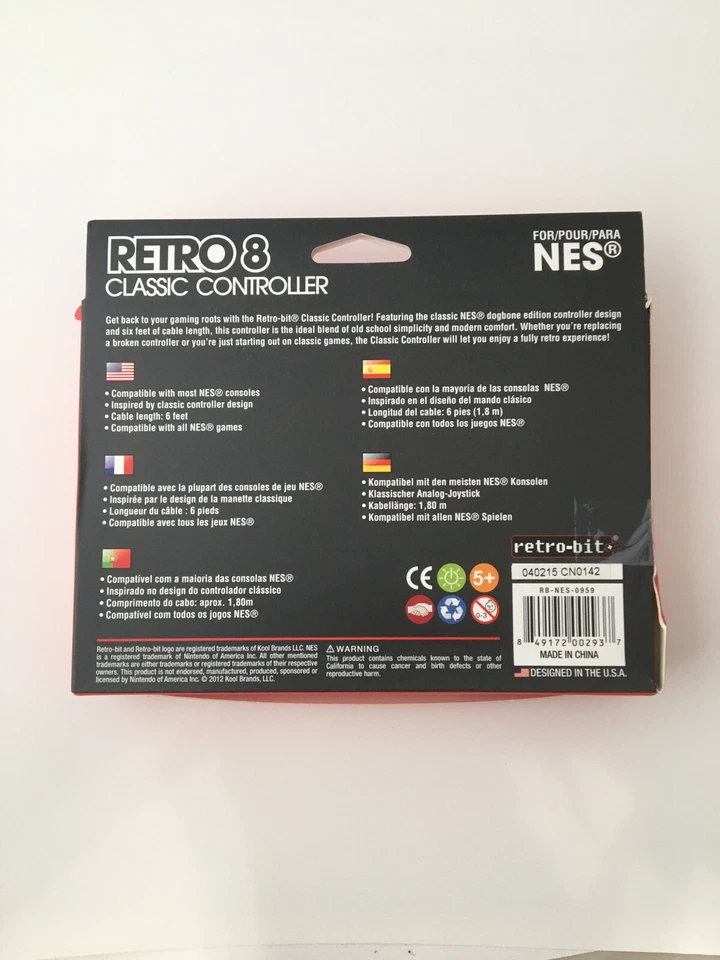 RETRO 8
CLASSIC CONTROLLER
FOR/POUR/PARA
NES®
Get back to your gaming roots with the Retro-bit® Classic Controller! Featuring the classic NES® dogbone edition controller design
and six feet of cable length, this controller is the ideal blend of old school simplicity and modern comfort. Whether you're replacing
a broken controller or you're just starting out on classic games, the Classic Controller will let you enjoy a fully retro experience!
• Compatible with most NES® consoles
• Inspired by classic controller design
• Cable length: 6 feet
• Compatible with all NES® games
• Compatible con la mayoría de las consolas NES®
• Inspirado en el diseño del mando clásico
• Longitud del cable: 6 pies (1,8 m)
• Compatible con todos los juegos NES®
• Compatible avec la plupart des consoles de jeu NES®
• Inspirée par le design de la manette classique
• Longueur du câble : 6 pieds
• Compatible avec tous les jeux NES®
• Kompatibel mit den meisten NES® Konsolen
• Klassischer Analog-Joystick
• Kabellänge: 1,80 m
• Kompatibel mit allen NES® Spielen
• Compatível com a maioria das consolas NES®
• Inspirado no design do controlador clássico
• Comprimento do cabo: aprox. 1,80m
• Compatível com todos os jogos NES®
CE
5+
0-3
retro-bit
040215 CN0142
RB-NES-0959
8 49172 00293 7
MADE IN CHINA
DESIGNED IN THE U.S.A.
Retro-bit and Retro-bit logo are registered trademarks of Kool Brands LLC. NES
is a registered trademark of Nintendo of America Inc. All other mentioned
trademarks are either trademarks or registered trademarks of their respective
owners. This product is not endorsed, manufactured, produced, sponsored or
licensed by Nintendo of America Inc. © 2012 Kool Brands, LLC.
⚠WARNING
This product contains chemicals known to the state of
California to cause cancer and birth defects or other
reproductive harm.